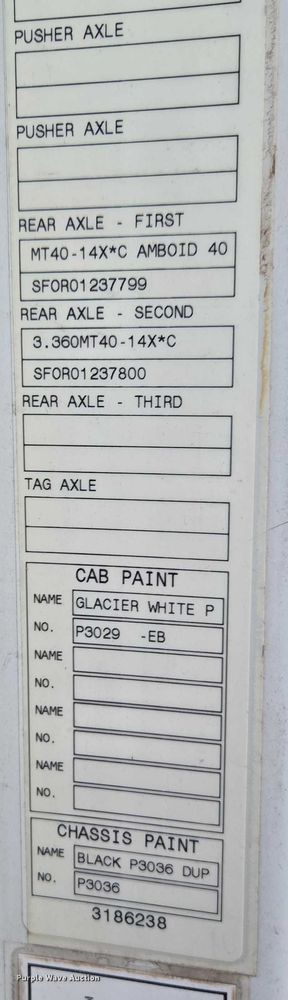 PUSHER AXLE
PUSHER AXLE
REAR AXLE - FIRST
MT40-14X*C AMBOID 40
SFOR01237799
REAR AXLE - SECOND
3.360MT40-14X*C
SFOR01237800
REAR AXLE - THIRD
TAG AXLE
CAB PAINT
NAME GLACIER WHITE P
NO. P3029 -EB
NAME
NO.
NAME
NO.
NAME
NO.
CHASSIS PAINT
NAME BLACK P3036 DUP
NO. P3036
3186238
Purple Wave Auction